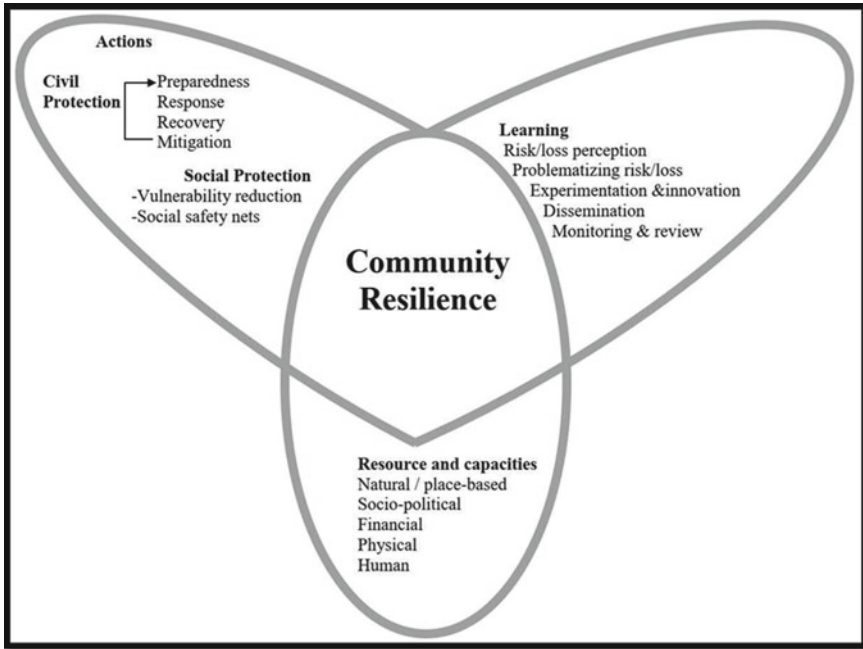 Actions
Civil
Protection
Preparedness
Response
Recovery
Mitigation
Social Protection
-Vulnerability reduction
-Social safety nets
Learning
Risk/loss perception
Problematizing risk/loss
Experimentation &innovation
Dissemination
Monitoring & review
Community
Resilience
Resource and capacities
Natural / place-based
Socio-political
Financial
Physical
Human